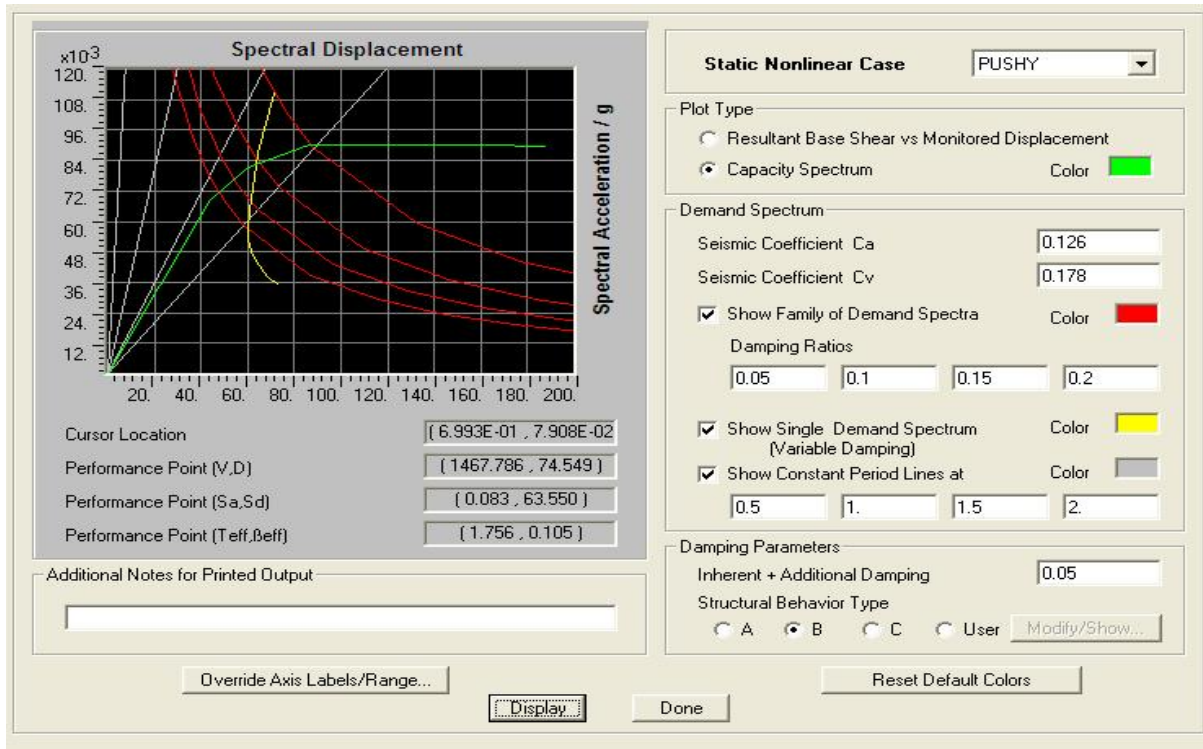 Spectral Displacement
x10-3
120.
108.
96.
84.
72.
60.
48.
36.
24.
12.
20. 40. 60. 80. 100. 120. 140. 160. 180. 200.
Spectral Acceleration / g
Cursor Location ( 6.993E-01 , 7.908E-02
Performance Point (V,D) ( 1467.786 , 74.549 )
Performance Point (Sa,Sd) ( 0.083 , 63.550 )
Performance Point (Teff,ßeff) ( 1.756 , 0.105 )
Additional Notes for Printed Output
Static Nonlinear Case PUSHY
Plot Type
Resultant Base Shear vs Monitored Displacement
Capacity Spectrum Color
Demand Spectrum
Seismic Coefficient Ca 0.126
Seismic Coefficient Cv 0.178
Show Family of Demand Spectra Color
Damping Ratios
0.05 0.1 0.15 0.2
Show Single Demand Spectrum Color
(Variable Damping)
Show Constant Period Lines at Color
0.5 1. 1.5 2.
Damping Parameters
Inherent + Additional Damping 0.05
Structural Behavior Type
A B C User Modify/Show...
Override Axis Labels/Range... Reset Default Colors
Display Done